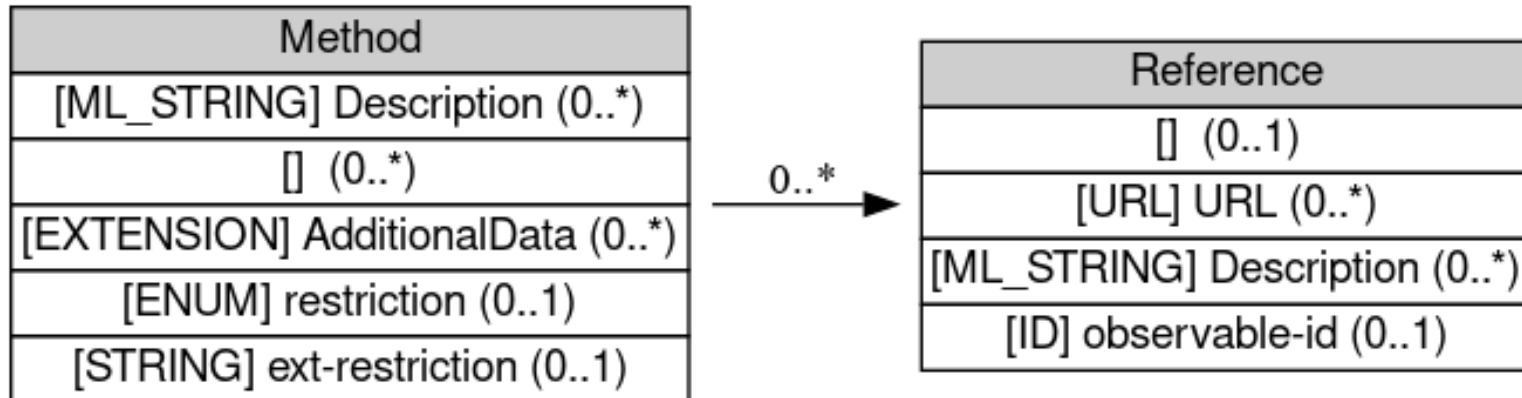 Method
[ML_STRING] Description (0..*)
[] (0..*)
[EXTENSION] AdditionalData (0..*)
[ENUM] restriction (0..1)
[STRING] ext-restriction (0..1)
0..*
Reference
[] (0..1)
[URL] URL (0..*)
[ML_STRING] Description (0..*)
[ID] observable-id (0..1)